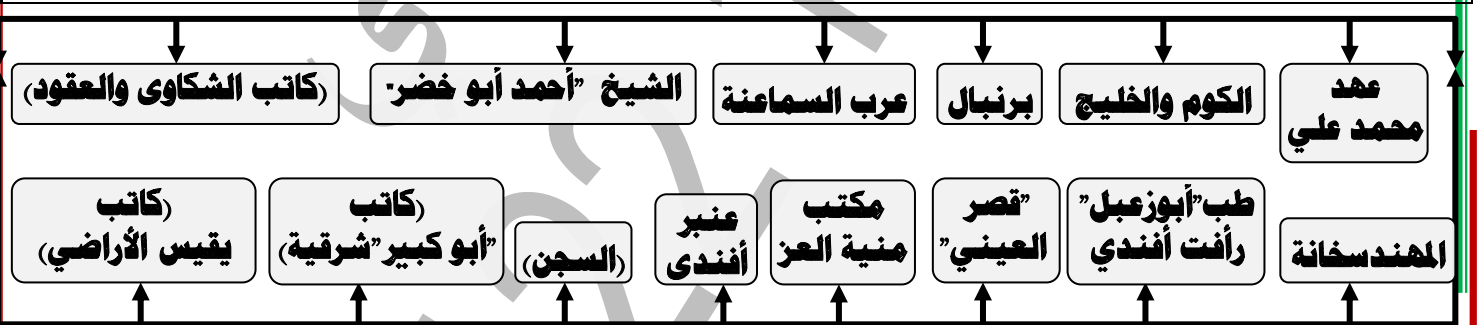 عهد
محمد علي
الكوم والخليج
برنبال
عرب السماعنة
الشيخ "أحمد أبو خضر"
(كاتب الشكاوى والعقود)
المهندسخانة
طب"أبوزعبل"
رأفت أفندي
"قصر
العيني"
مكتب
منية العز
عنبر
أفندى
(السجن)
(كاتب
"أبو كبير"شرقية)
(كاتب
يقيس الأراضي)